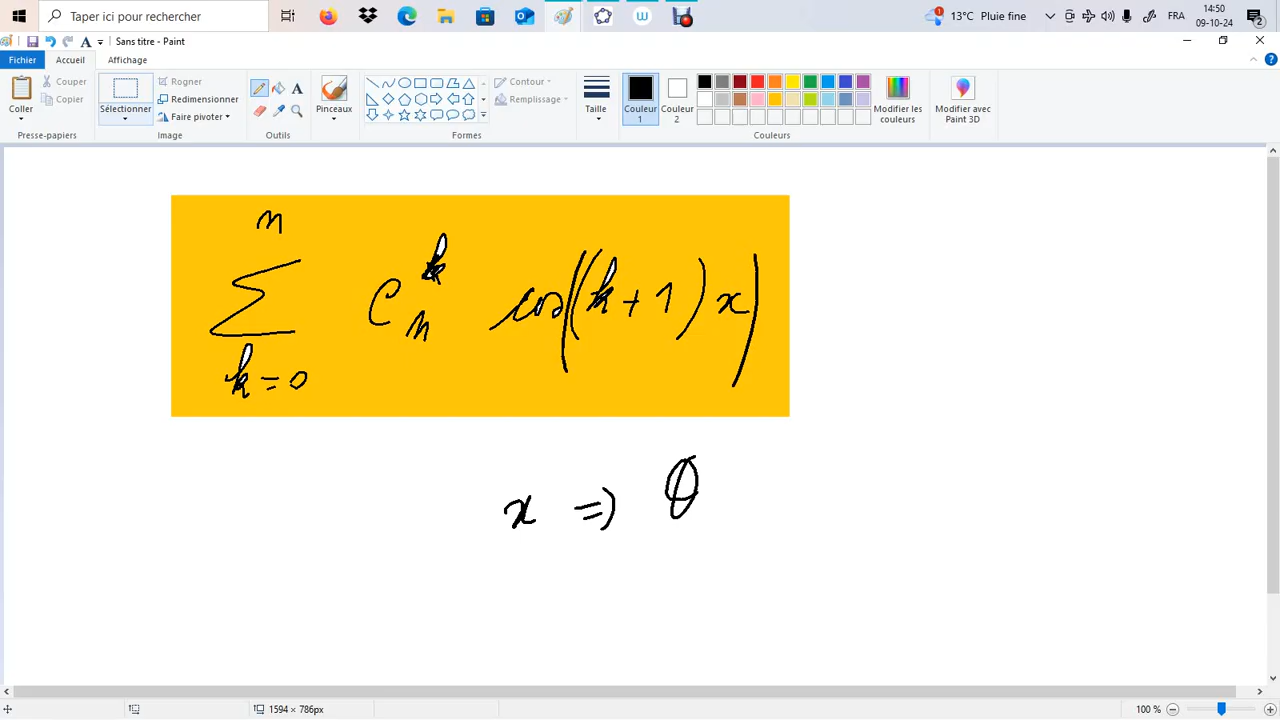 Taper ici pour rechercher
13°C Pluie fine
FRA
14:50
09-10-24
2
Sans titre - Paint
Fichier
Accueil
Affichage
Coller
Couper
Copier
Presse-papiers
Sélectionner
Rogner
Redimensionner
Faire pivoter
Image
A
Outils
Pinceaux
Contour
Remplissage
Formes
Taille
Couleur 1
Couleur 2
Modifier les couleurs
Couleurs
Modifier avec Paint 3D
n
∑ C_n^k cos((k+1)x)
k=0
x ⇒ θ
1594 × 786px
100 %